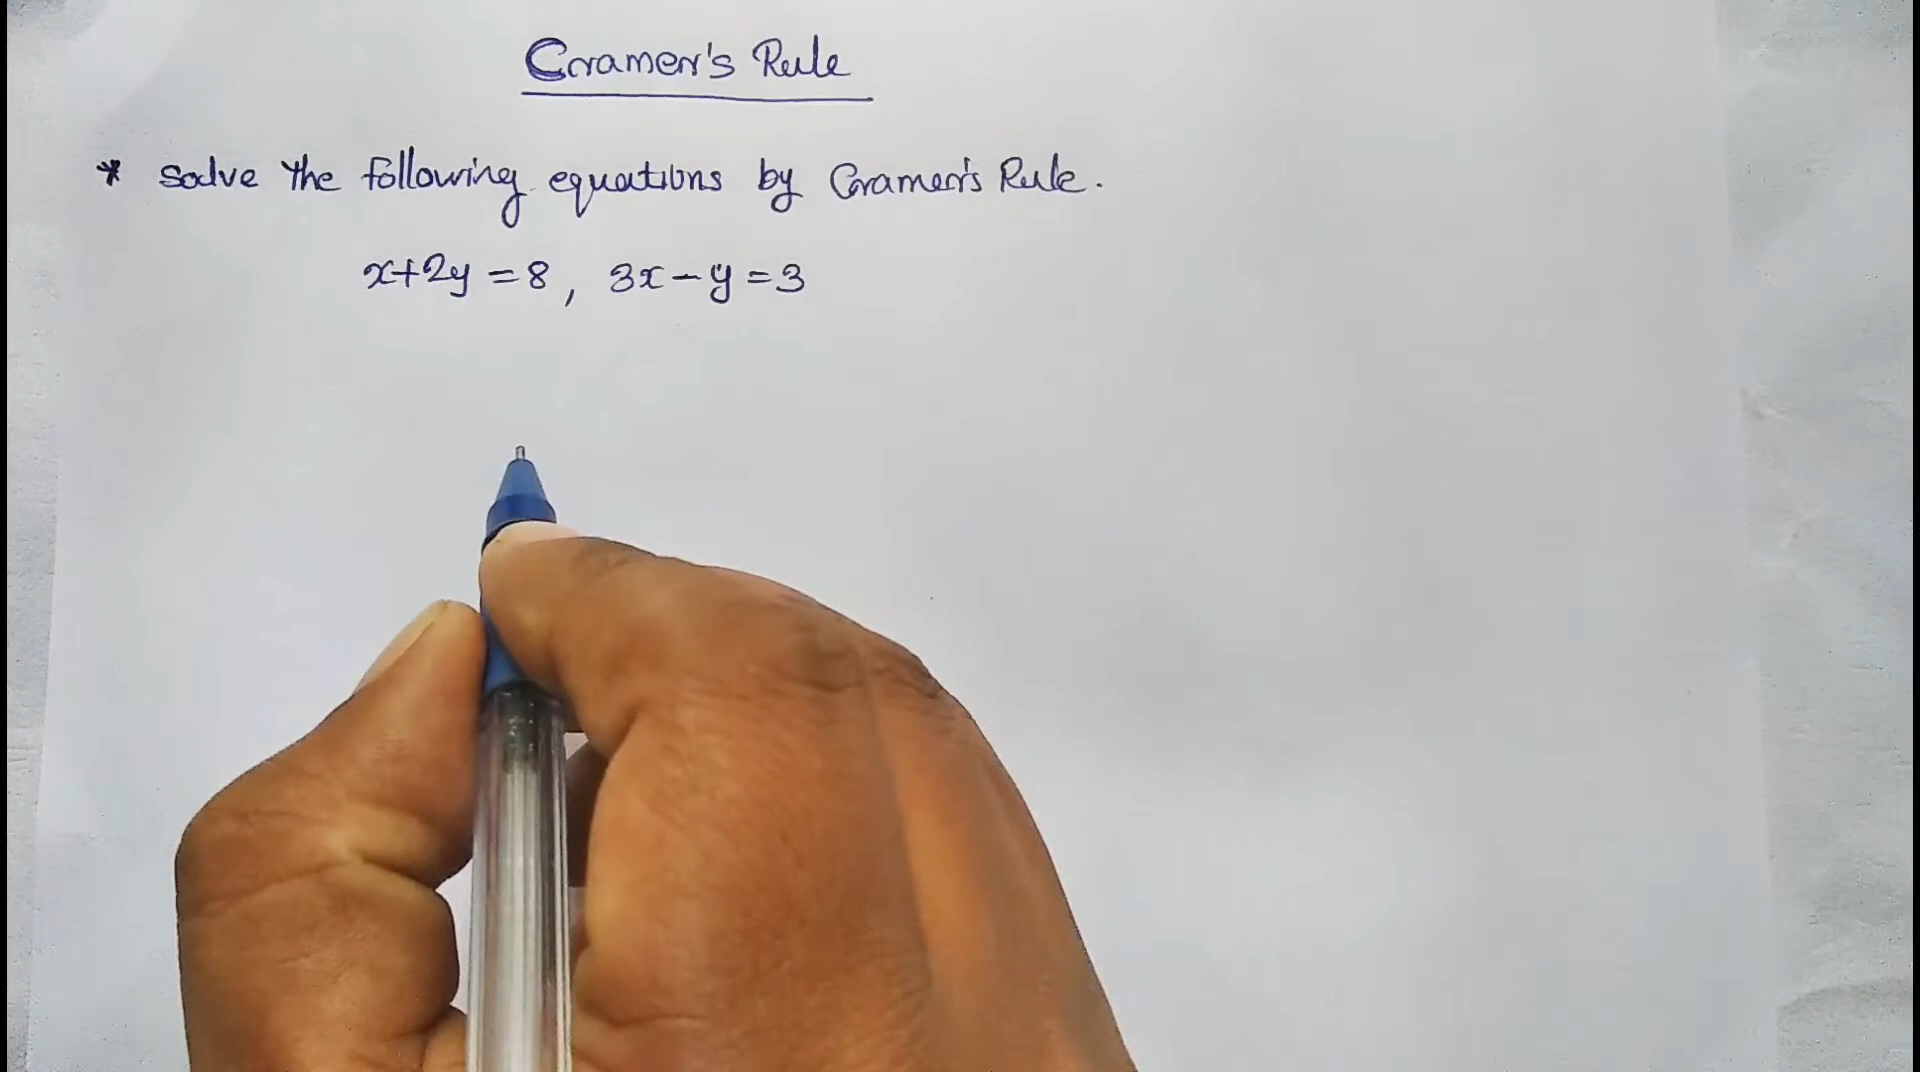 Cramer's Rule
* Solve the following equations by Cramer's Rule.
x+2y=8, 3x-y=3